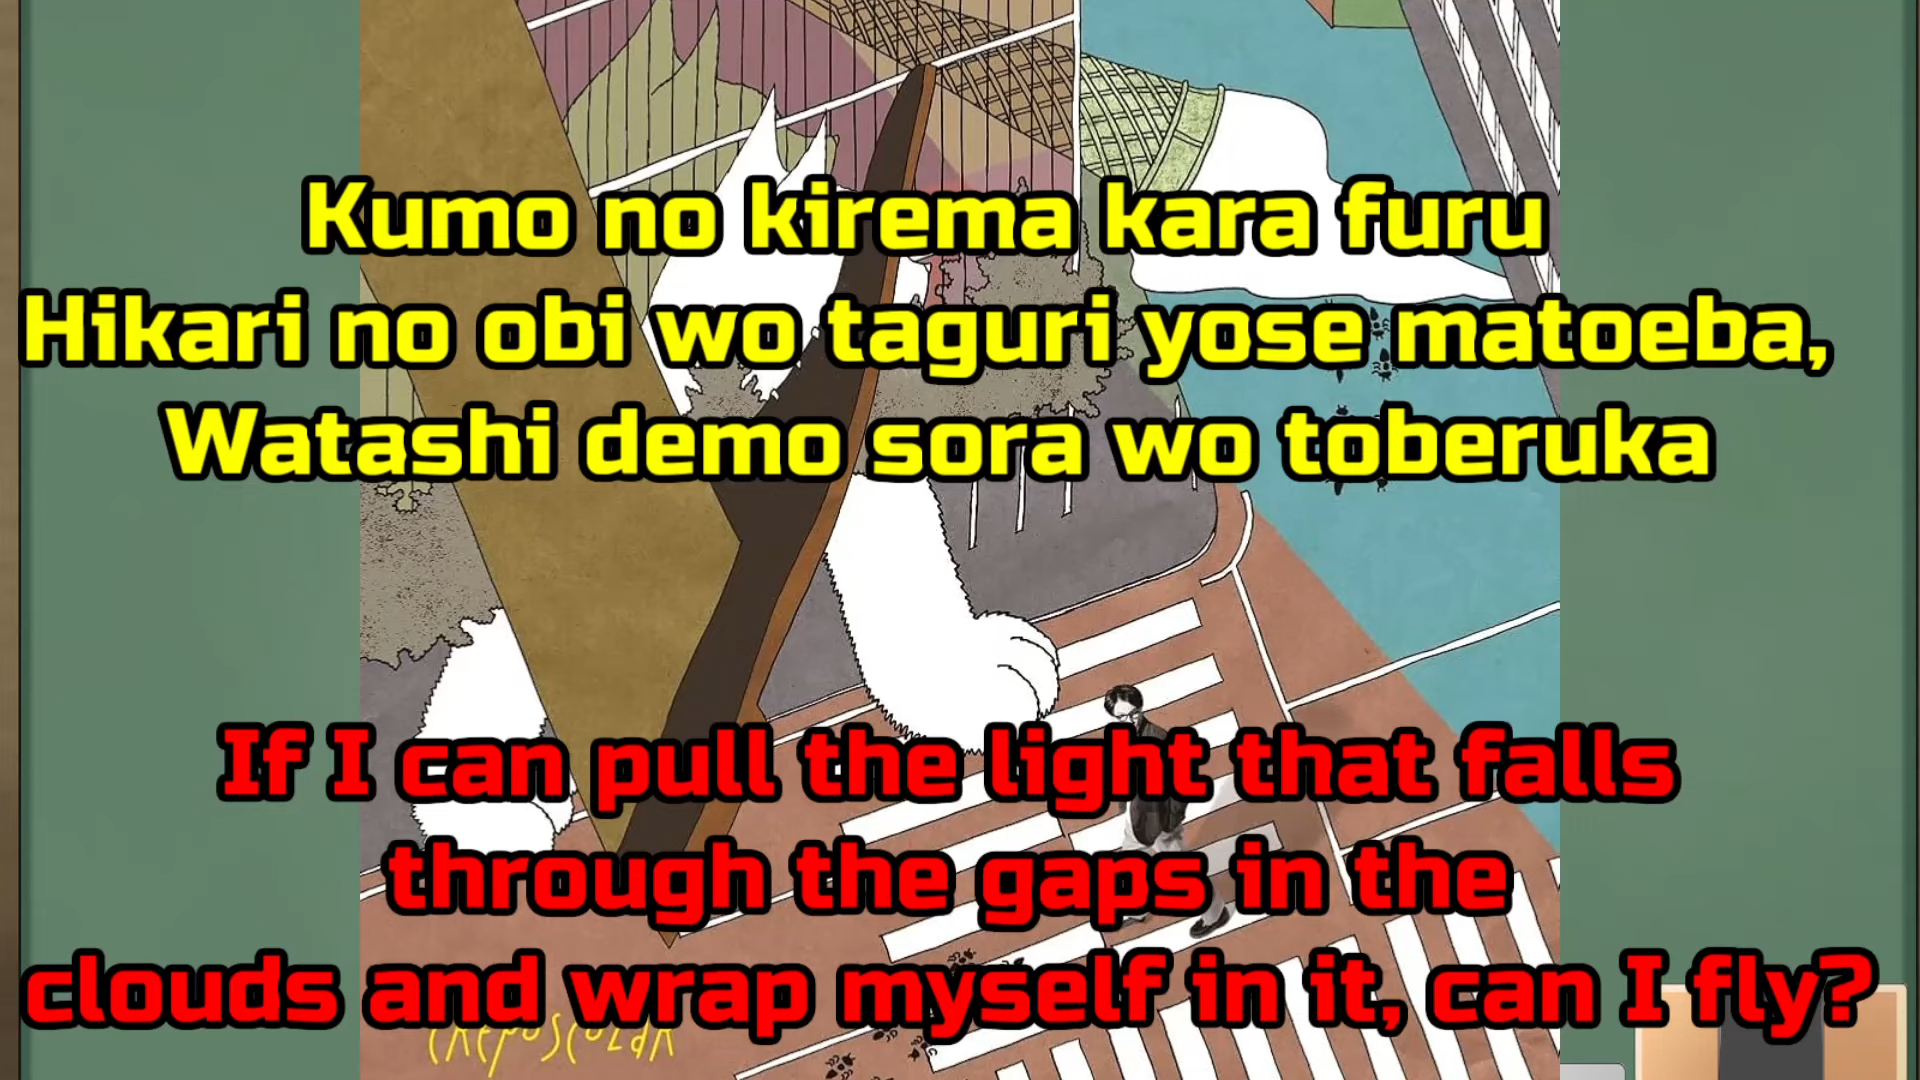 Kumo no kirema kara furu
Hikari no obi wo taguri yose matoeba,
Watashi demo sora wo toberuka
If I can pull the light that falls
through the gaps in the
clouds and wrap myself in it, can I fly?
CREPUSCULAR